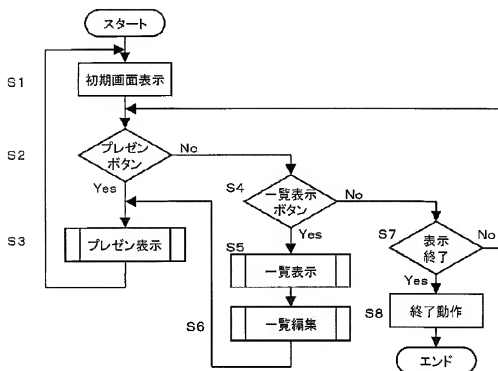 スタート
S1
初期画面表示
S2
プレゼン
ボタン
No
Yes
S3
プレゼン表示
S4
一覧表示
ボタン
No
Yes
S5
一覧表示
S6
一覧編集
S7
表示
終了
No
Yes
S8
終了動作
エンド